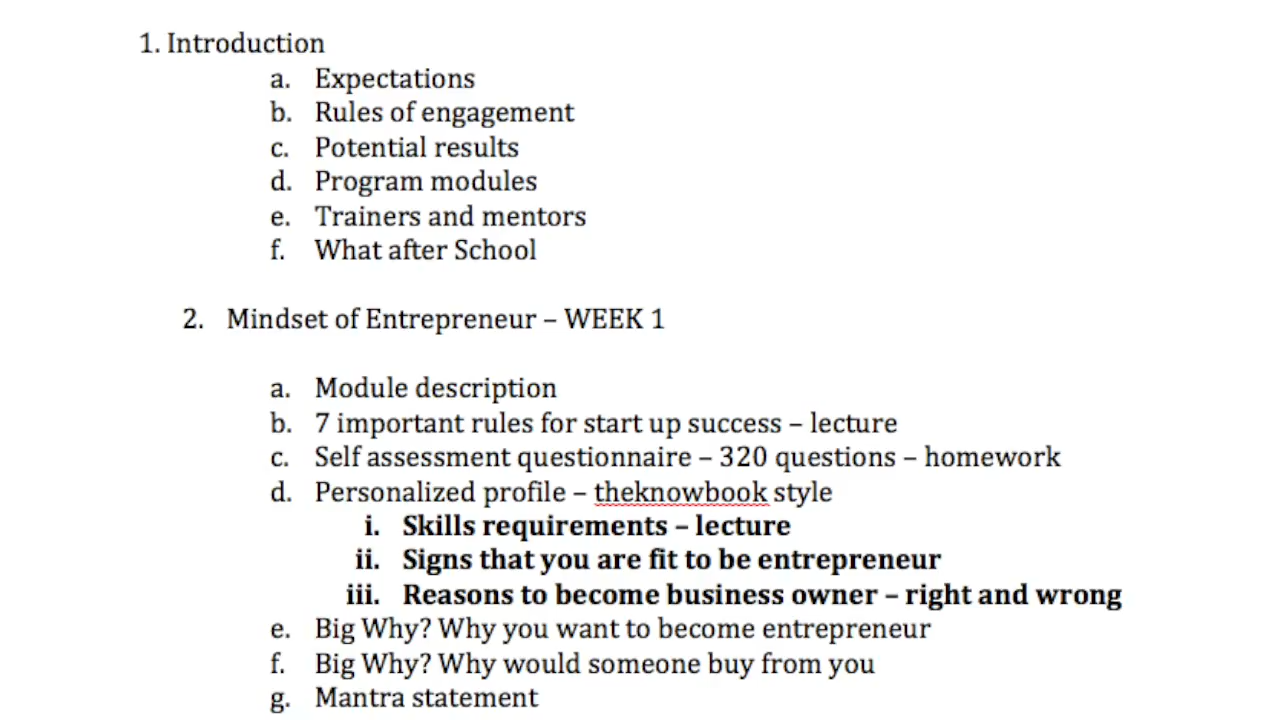 1. Introduction
a. Expectations
b. Rules of engagement
c. Potential results
d. Program modules
e. Trainers and mentors
f. What after School
2. Mindset of Entrepreneur – WEEK 1
a. Module description
b. 7 important rules for start up success – lecture
c. Self assessment questionnaire – 320 questions – homework
d. Personalized profile – theknowbook style
i. Skills requirements – lecture
ii. Signs that you are fit to be entrepreneur
iii. Reasons to become business owner – right and wrong
e. Big Why? Why you want to become entrepreneur
f. Big Why? Why would someone buy from you
g. Mantra statement